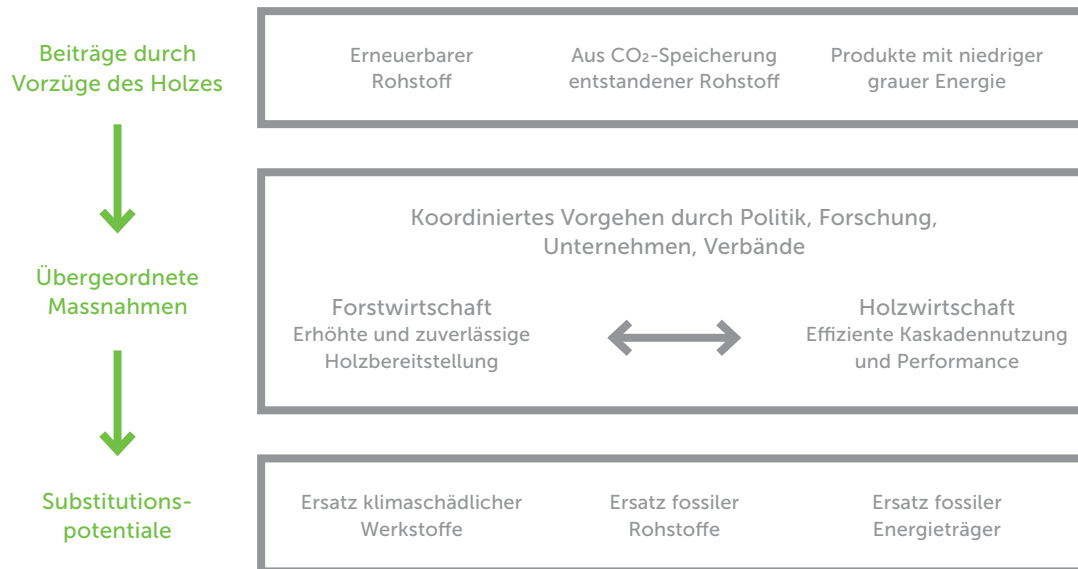 Beiträge durch
Vorzüge des Holzes
Erneuerbarer
Rohstoff
Aus CO₂-Speicherung
entstandener Rohstoff
Produkte mit niedriger
grauer Energie
Übergeordnete
Massnahmen
Koordiniertes Vorgehen durch Politik, Forschung,
Unternehmen, Verbände
Forstwirtschaft
Erhöhte und zuverlässige
Holzbereitstellung
Holzwirtschaft
Effiziente Kaskadennutzung
und Performance
Substitutions-
potentiale
Ersatz klimaschädlicher
Werkstoffe
Ersatz fossiler
Rohstoffe
Ersatz fossiler
Energieträger